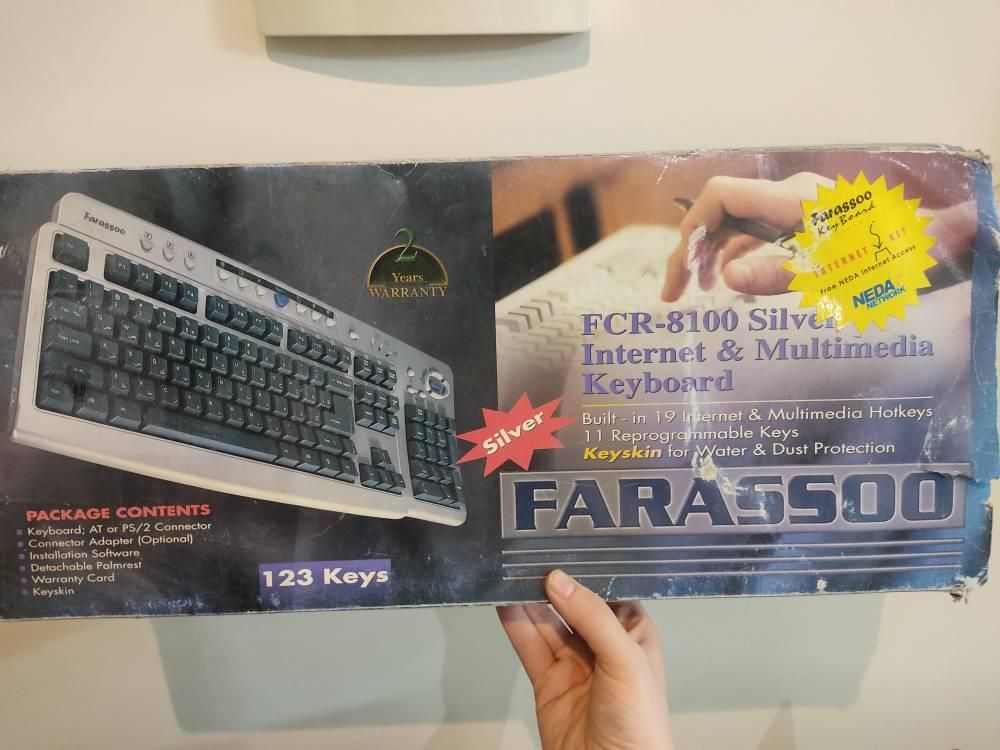 Farassoo
2
Years
WARRANTY
Farassoo
KeyBoard
INTERNET KEY
Free NEDA Internet Access
NEDA
NETWORK
FCR-8100 Silver
Internet & Multimedia
Keyboard
Built - in 19 Internet & Multimedia Hotkeys
11 Reprogrammable Keys
Keyskin for Water & Dust Protection
Silver
FARASSOO
PACKAGE CONTENTS
Keyboard; AT or PS/2 Connector
Connector Adapter (Optional)
Installation Software
Detachable Palmrest
Warranty Card
Keyskin
123 Keys